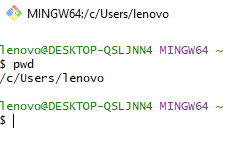 MINGW64:/c/Users/lenovo
lenovo@DESKTOP-QSLJNN4 MINGW64 ~
$ pwd
/c/Users/lenovo
lenovo@DESKTOP-QSLJNN4 MINGW64 ~
$